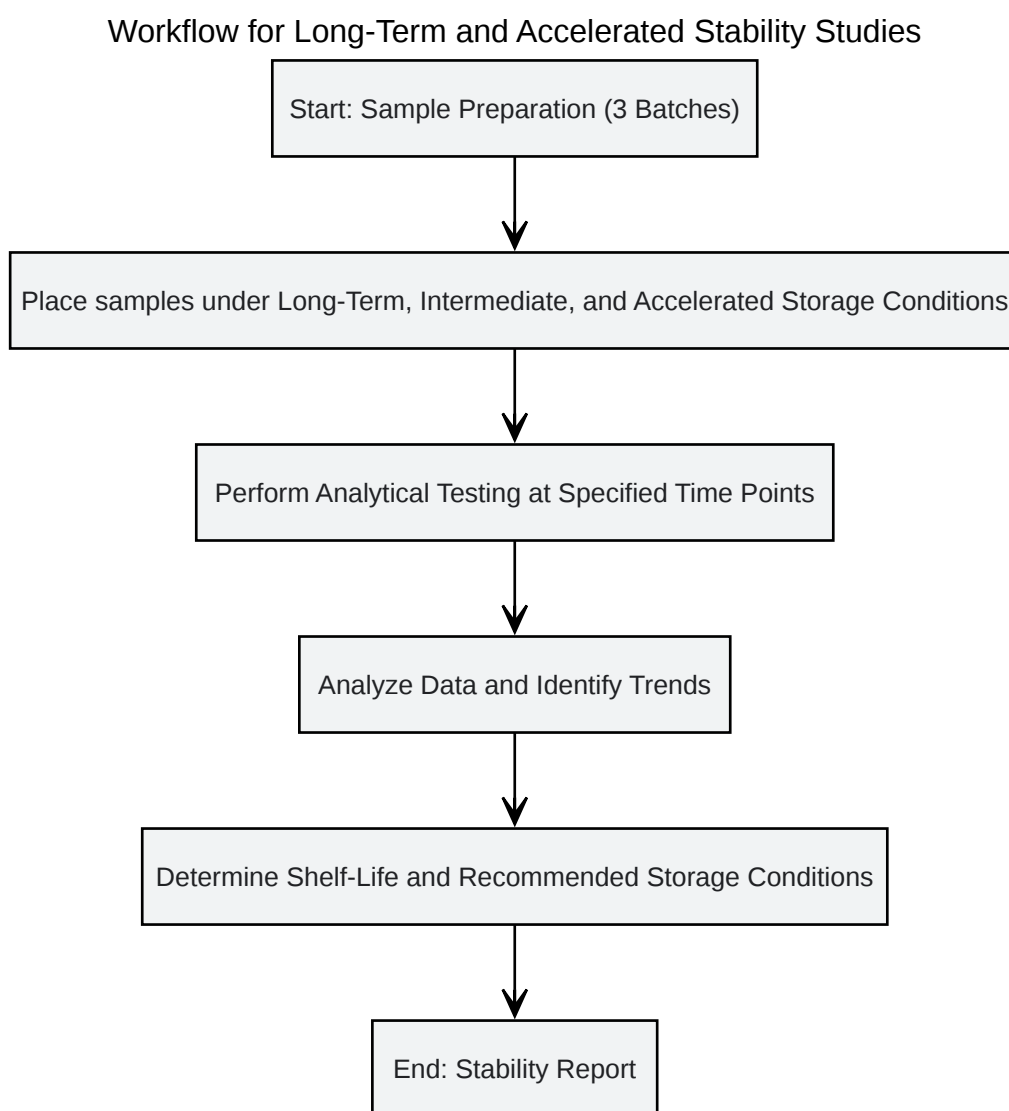 Workflow for Long-Term and Accelerated Stability Studies
Start: Sample Preparation (3 Batches)
Place samples under Long-Term, Intermediate, and Accelerated Storage Conditions
Perform Analytical Testing at Specified Time Points
Analyze Data and Identify Trends
Determine Shelf-Life and Recommended Storage Conditions
End: Stability Report